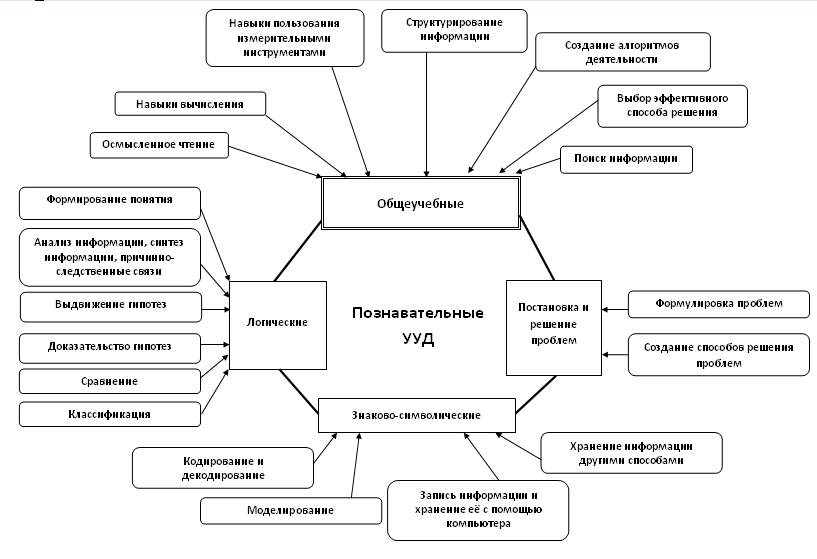 Навыки пользования
измерительными
инструментами
Структурирование
информации
Создание алгоритмов
деятельности
Выбор эффективного
способа решения
Навыки вычисления
Осмысленное чтение
Поиск информации
Общеучебные
Формирование понятия
Анализ информации, синтез
информации, причинно-
следственные связи
Выдвижение гипотез
Доказательство гипотез
Сравнение
Классификация
Логические
Познавательные
УУД
Постановка и
решение
проблем
Формулировка проблем
Создание способов решения
проблем
Знаково-символические
Кодирование и
декодирование
Моделирование
Запись информации и
хранение её с помощью
компьютера
Хранение информации
другими способами